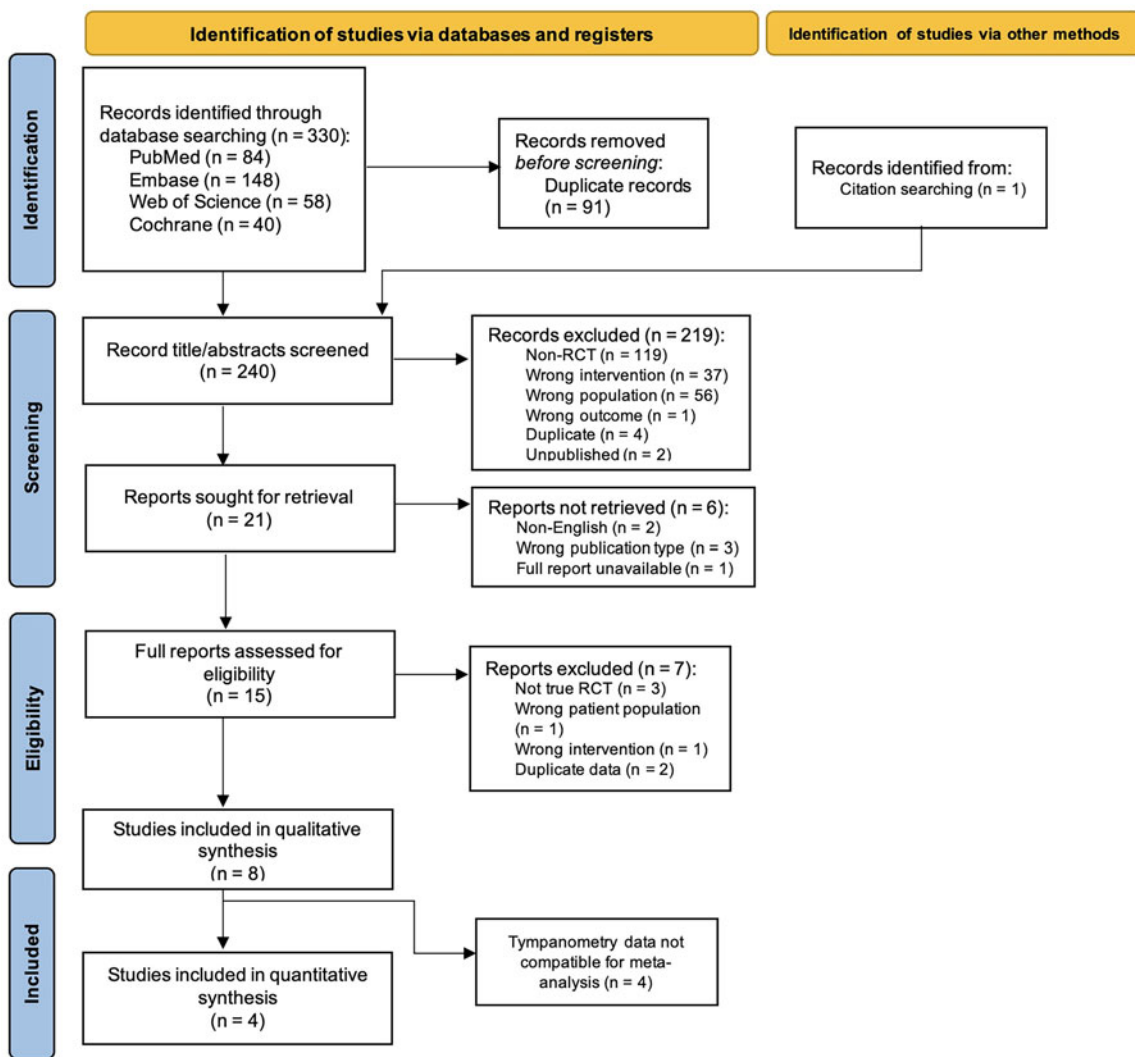 Identification of studies via databases and registers
Identification of studies via other methods
Identification
Records identified through
database searching (n = 330):
PubMed (n = 84)
Embase (n = 148)
Web of Science (n = 58)
Cochrane (n = 40)
Records removed
before screening:
Duplicate records
(n = 91)
Records identified from:
Citation searching (n = 1)
Screening
Record title/abstracts screened
(n = 240)
Records excluded (n = 219):
Non-RCT (n = 119)
Wrong intervention (n = 37)
Wrong population (n = 56)
Wrong outcome (n = 1)
Duplicate (n = 4)
Unpublished (n = 2)
Reports sought for retrieval
(n = 21)
Reports not retrieved (n = 6):
Non-English (n = 2)
Wrong publication type (n = 3)
Full report unavailable (n = 1)
Eligibility
Full reports assessed for
eligibility
(n = 15)
Reports excluded (n = 7):
Not true RCT (n = 3)
Wrong patient population
(n = 1)
Wrong intervention (n = 1)
Duplicate data (n = 2)
Studies included in qualitative
synthesis
(n = 8)
Included
Studies included in quantitative
synthesis
(n = 4)
Tympanometry data not
compatible for meta-
analysis (n = 4)